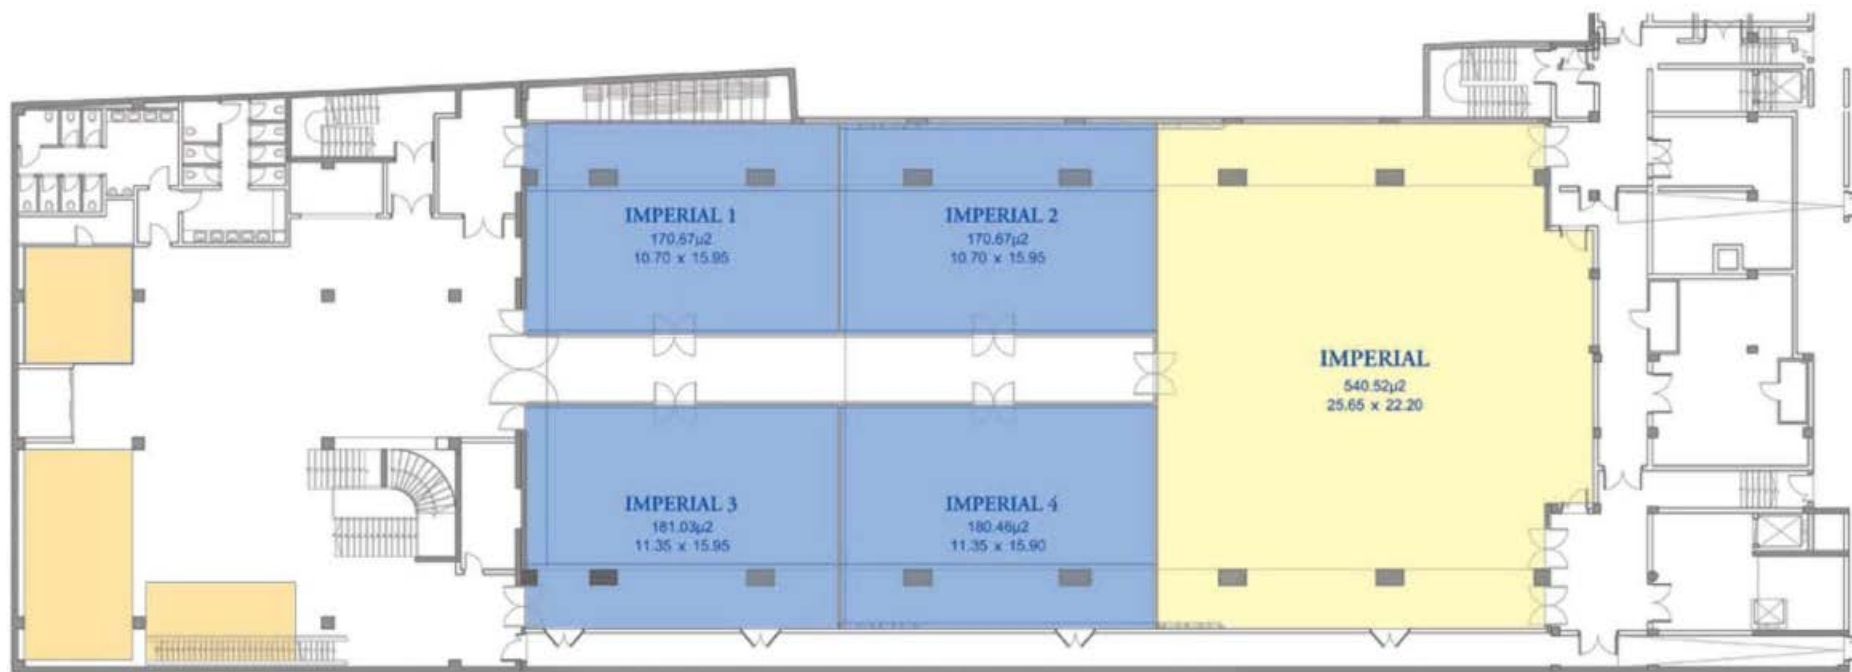 IMPERIAL 1
170.67μ2
10.70 x 15.95
IMPERIAL 2
170.67μ2
10.70 x 15.95
IMPERIAL
540.52μ2
25.65 x 22.20
IMPERIAL 3
181.03μ2
11.35 x 15.95
IMPERIAL 4
180.46μ2
11.35 x 15.90